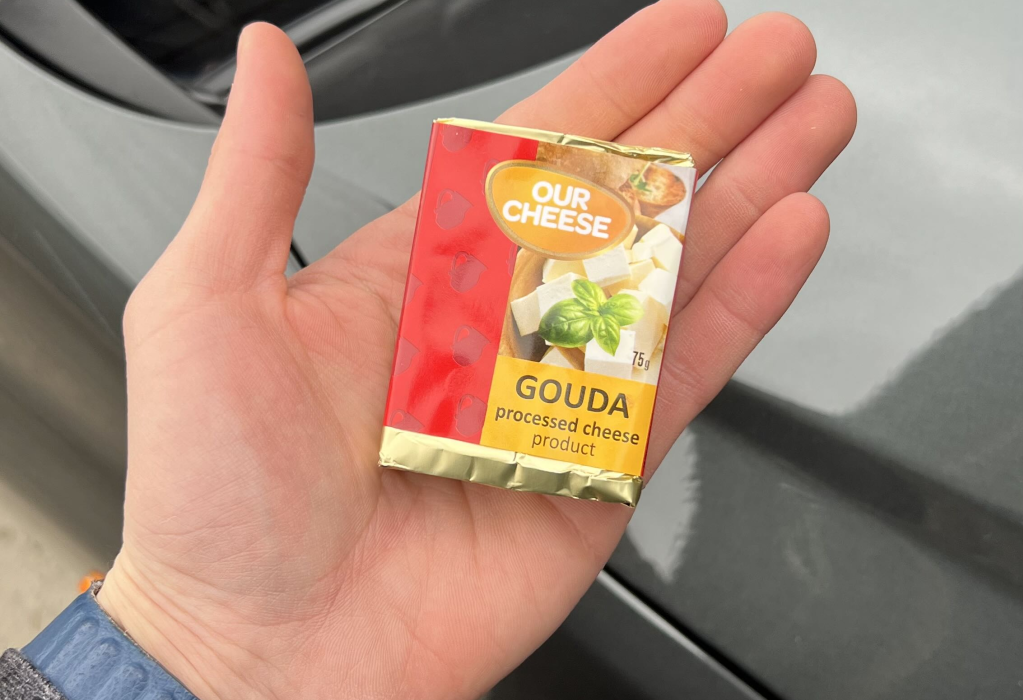 OUR
CHEESE
75g
GOUDA
processed cheese
product